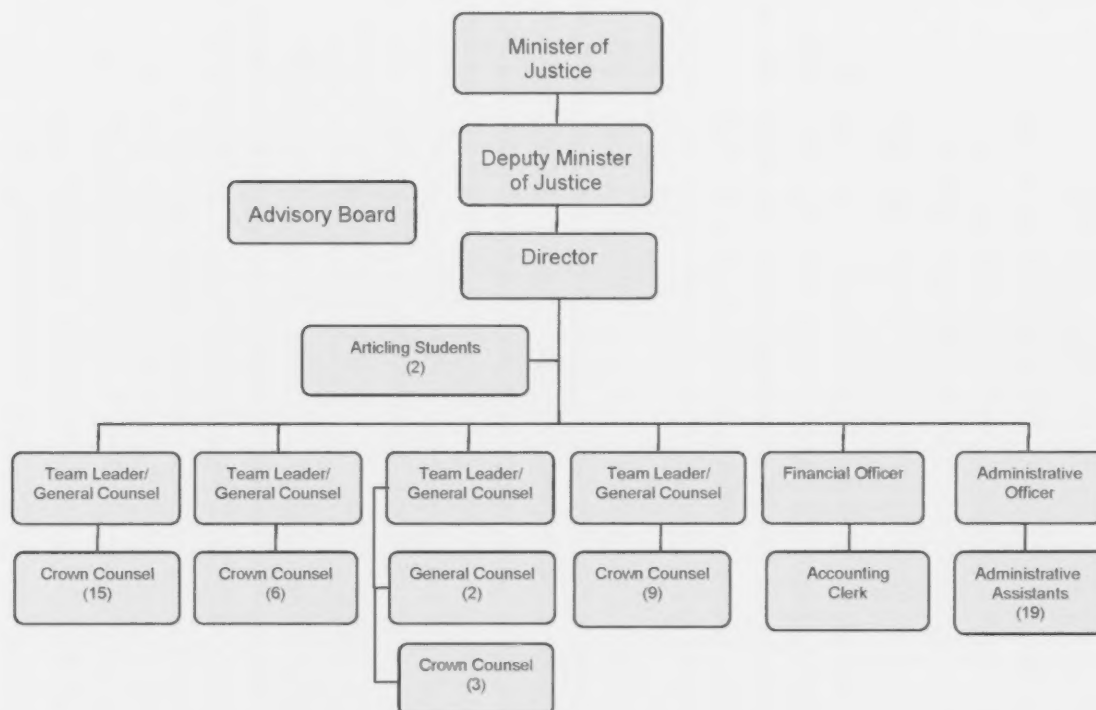 Minister of
Justice
Deputy Minister
of Justice
Advisory Board
Director
Articling Students
(2)
Team Leader/
General Counsel
Team Leader/
General Counsel
Team Leader/
General Counsel
Team Leader/
General Counsel
Financial Officer
Administrative
Officer
Crown Counsel
(15)
Crown Counsel
(6)
General Counsel
(2)
Crown Counsel
(9)
Accounting
Clerk
Administrative
Assistants
(19)
Crown Counsel
(3)